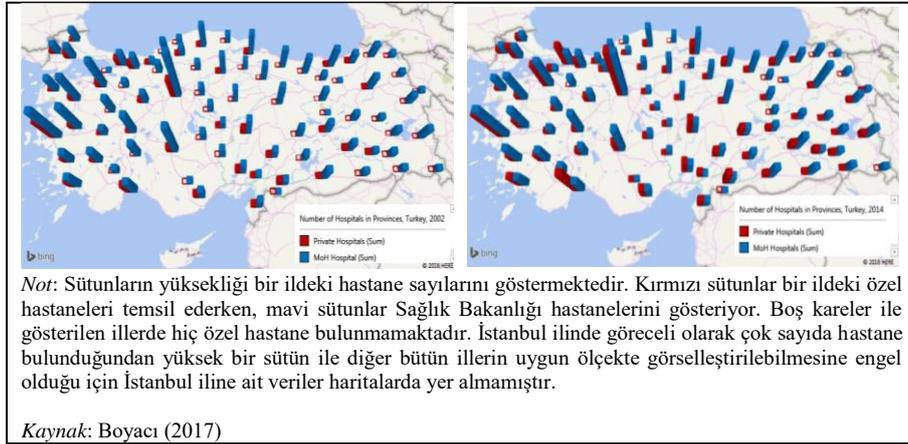 Number of Hospitals in Provinces, Turkey, 2002
Private Hospitals (Sum)
MoH Hospital (Sum)
bing
© 2016 HERE
Number of Hospitals in Provinces, Turkey, 2014
Private Hospitals (Sum)
MoH Hospitals (Sum)
bing
© 2016 HERE
Not: Sütunların yüksekliği bir ildeki hastane sayılarını göstermektedir. Kırmızı sütunlar bir ildeki özel
hastaneleri temsil ederken, mavi sütunlar Sağlık Bakanlığı hastanelerini gösteriyor. Boş kareler ile
gösterilen illerde hiç özel hastane bulunmamaktadır. İstanbul ilinde göreceli olarak çok sayıda hastane
bulunduğundan yüksek bir sütün ile diğer bütün illerin uygun ölçekte görselleştirilebilmesine engel
olduğu için İstanbul iline ait veriler haritalarda yer almamıştır.
Kaynak: Boyacı (2017)